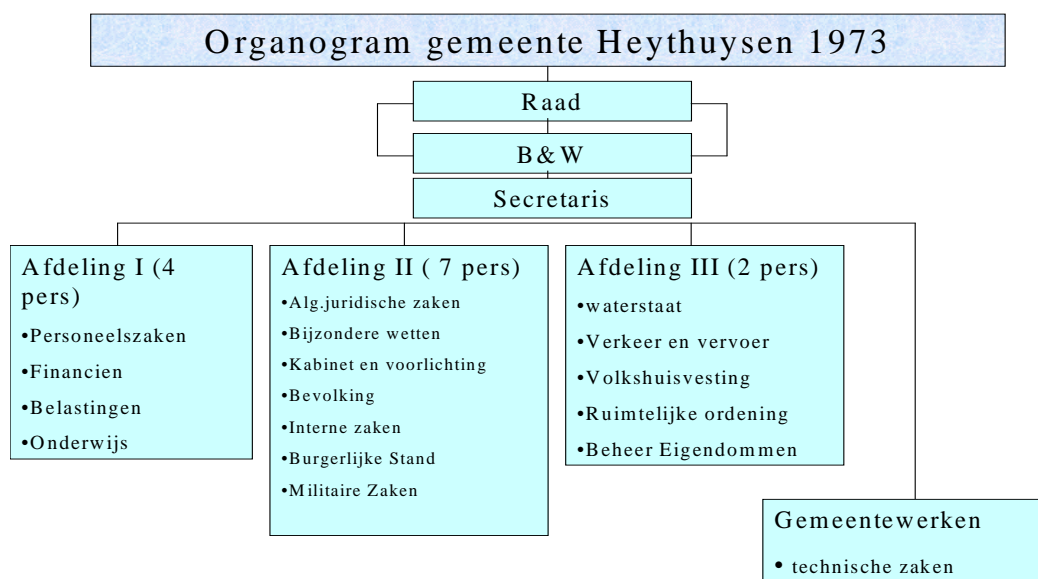 Organogram gemeente Heythuysen 1973
Raad
B&W
Secretaris
Afdeling I (4
pers)
•Personeelszaken
•Financien
•Belastingen
•Onderwijs
Afdeling II ( 7 pers)
•Alg.juridische zaken
•Bijzondere wetten
•Kabinet en voorlichting
•Bevolking
•Interne zaken
•Burgerlijke Stand
•Militaire Zaken
Afdeling III (2 pers)
•waterstaat
•Verkeer en vervoer
•Volkshuisvesting
•Ruimtelijke ordening
•Beheer Eigendommen
Gemeentewerken
• technische zaken